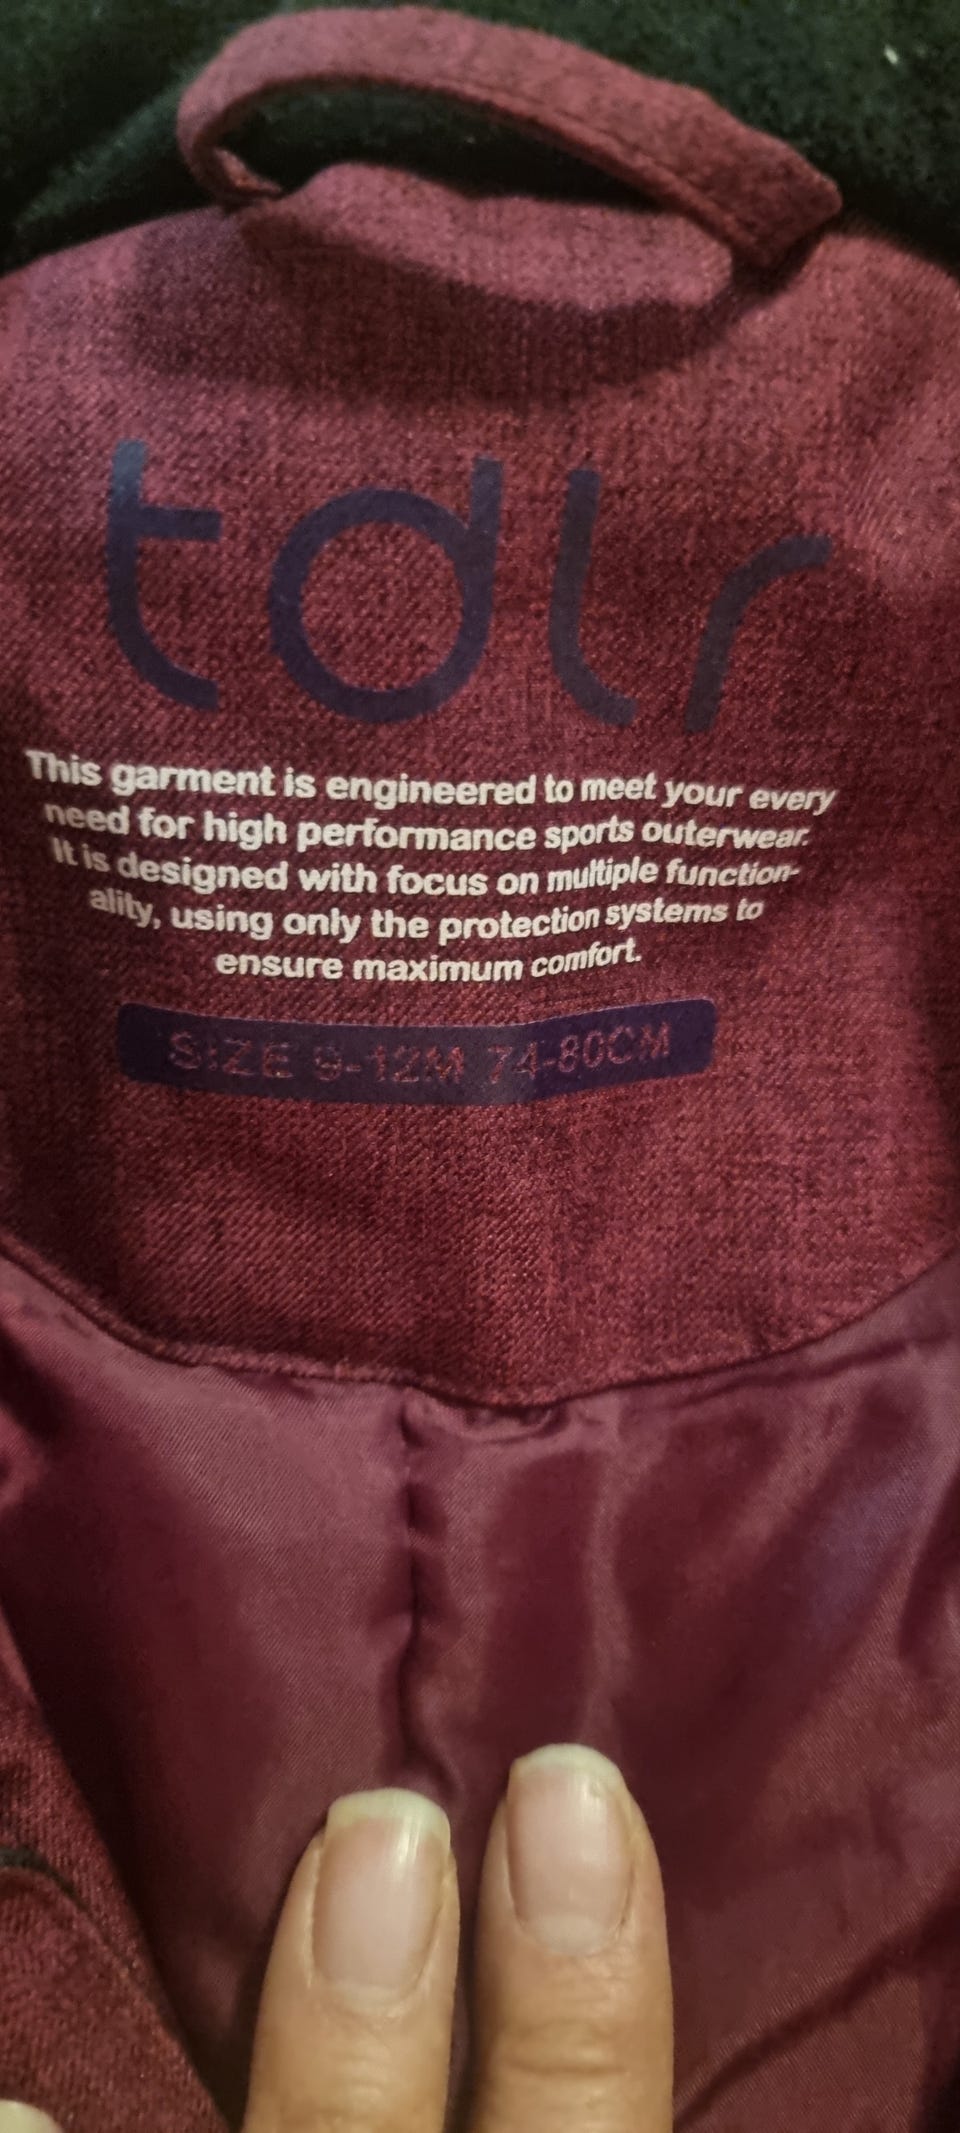 tdlr
This garment is engineered to meet your every
need for high performance sports outerwear.
It is designed with focus on multiple function-
ality, using only the protection systems to
ensure maximum comfort.
SIZE 9-12M 74-80CM